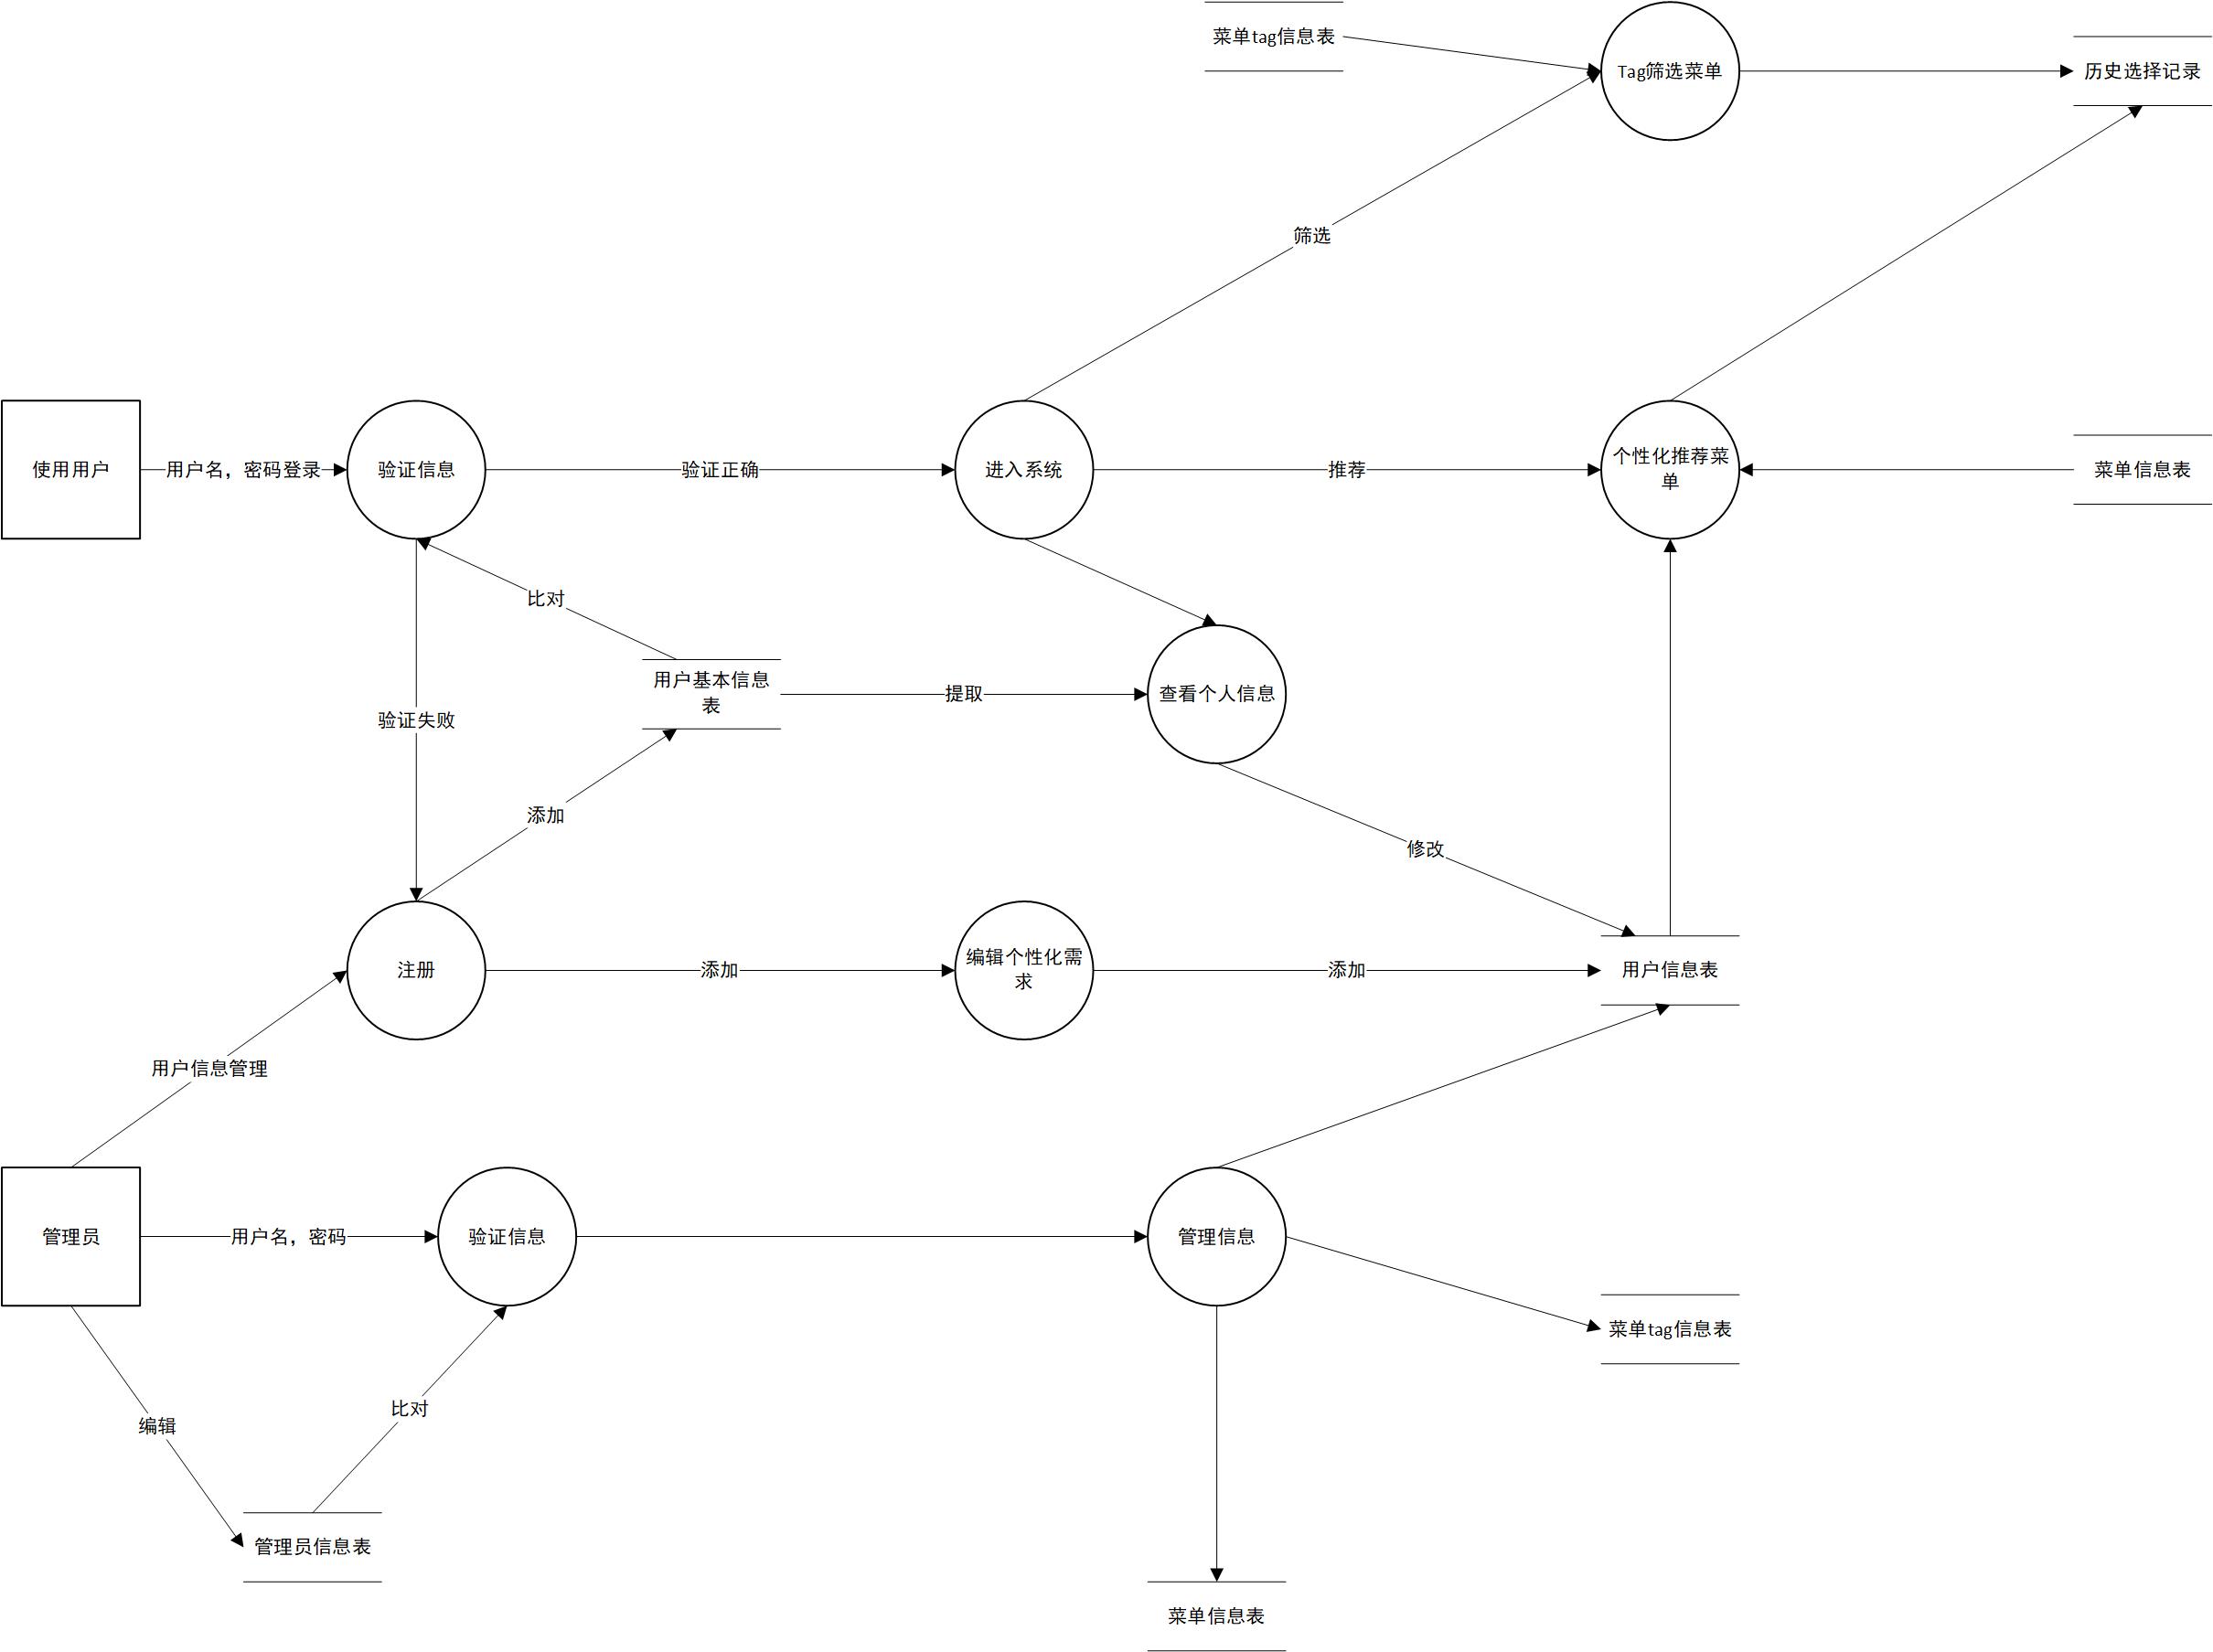 菜单tag信息表
Tag筛选菜单
历史选择记录
筛选
使用用户
用户名，密码登录
验证信息
验证正确
进入系统
推荐
个性化推荐菜
单
菜单信息表
比对
用户基本信息
表
提取
查看个人信息
验证失败
添加
修改
注册
添加
编辑个性化需
求
添加
用户信息表
用户信息管理
管理员
用户名，密码
验证信息
管理信息
菜单tag信息表
比对
编辑
管理员信息表
菜单信息表